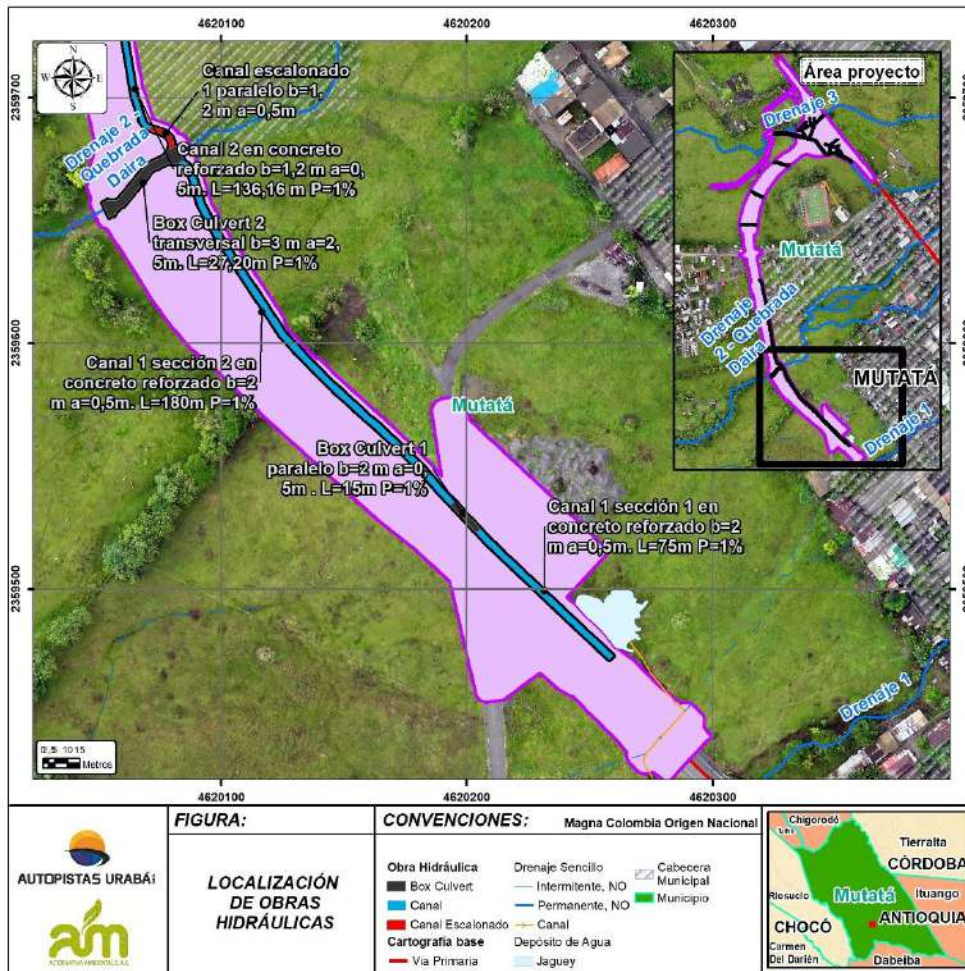 4620100
4620200
4620300
N
W
E
S
2359700
2359600
2359500
Canal escalonado
1 paralelo b=1,
2 m a=0,5m
Drenaje 2 -
Quebrada
Daira
Canal 2 en concreto
reforzado b=1,2 m a=0,
5m. L=136,16 m P=1%
Box Culvert 2
transversal b=3 m a=2,
5m. L=27,20m P=1%
Canal 1 sección 2 en
concreto reforzado b=2
m a=0,5m. L=180m P=1%
Mutatá
Box Culvert 1
paralelo b=2 m a=0,
5m . L=15m P=1%
Canal 1 sección 1 en
concreto reforzado b=2
m a=0,5m. L=75m P=1%
Drenaje 1
Área proyecto
Drenaje 3
Mutatá
Drenaje
2 - Quebrada
Daira
MUTATÁ
Drenaje 1
Metros
4620100
4620200
4620300
AUTOPISTAS URABÁ
am
FIGURA:
LOCALIZACIÓN
DE OBRAS
HIDRÁULICAS
CONVENCIONES:
Magna Colombia Origen Nacional
Obra Hidráulica
Box Culvert
Canal
Canal Escalonado
Cartografía base
Vía Primaria
Drenaje Sencillo
Intermitente, NO
Permanente, NO
Canal
Depósito de Agua
Jaguey
Cabecera
Municipal
Municipio
Chigorodó
Tierralta
CÓRDOBA
Ituango
Riosucio
Mutatá
ANTIOQUIA
CHOCÓ
Carmen
Del Darién
Dabeiba